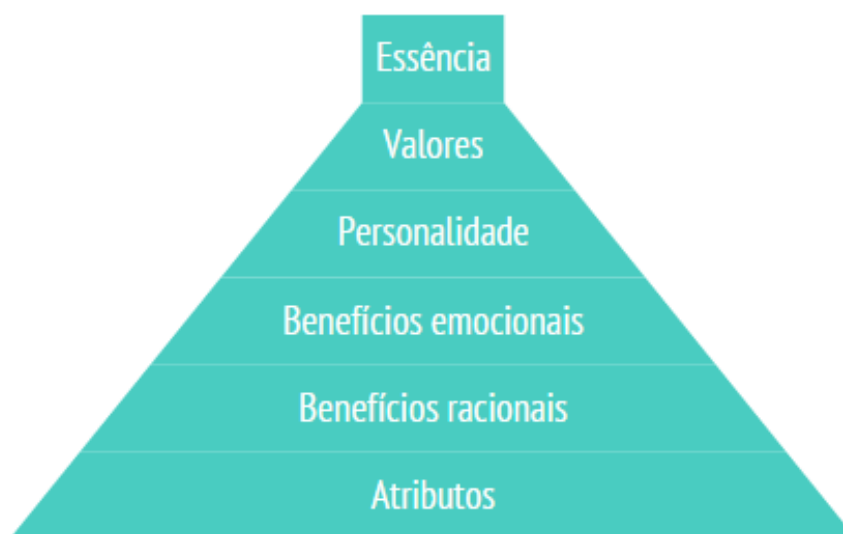 Essência
Valores
Personalidade
Benefícios emocionais
Benefícios racionais
Atributos